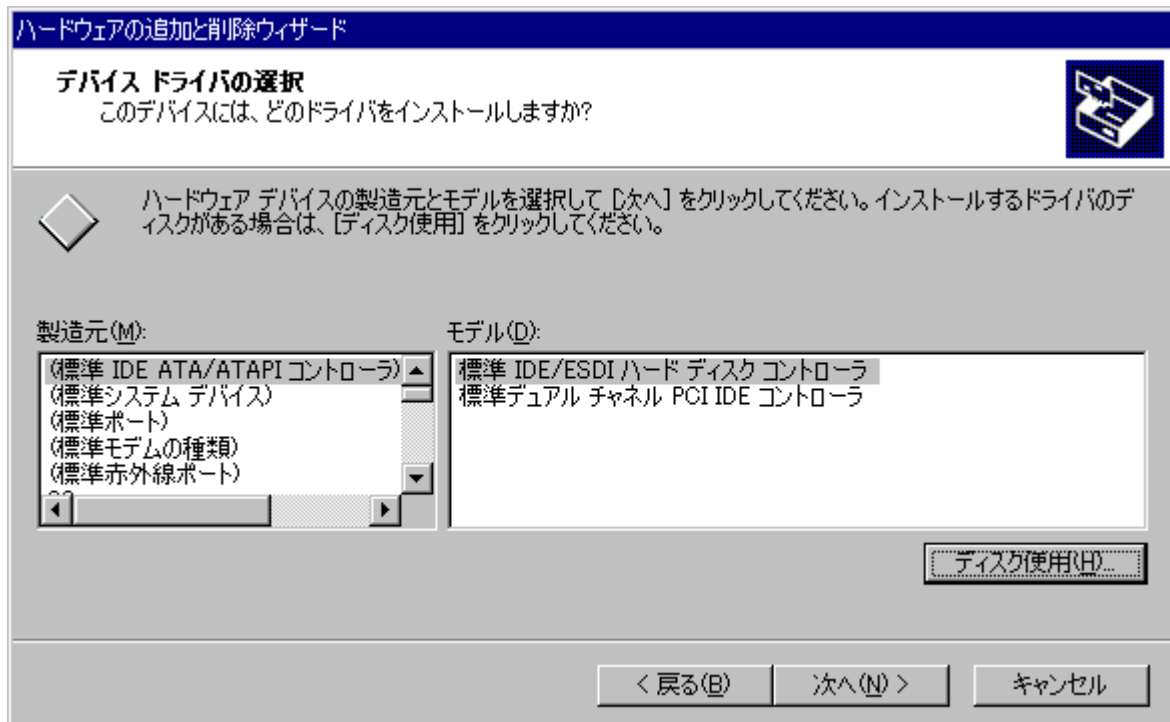 ハードウェアの追加と削除ウィザード
デバイス ドライバの選択
このデバイスには、どのドライバをインストールしますか?
ハードウェア デバイスの製造元とモデルを選択して [次へ] をクリックしてください。インストールするドライバのデ
ィスクがある場合は、[ディスク使用] をクリックしてください。
製造元(M):
モデル(D):
(標準 IDE ATA/ATAPI コントローラ)
(標準システム デバイス)
(標準ポート)
(標準モデムの種類)
(標準赤外線ポート)
標準 IDE/ESDI ハード ディスク コントローラ
標準デュアル チャネル PCI IDE コントローラ
ディスク使用(H)...
< 戻る(B)
次へ(N) >
キャンセル